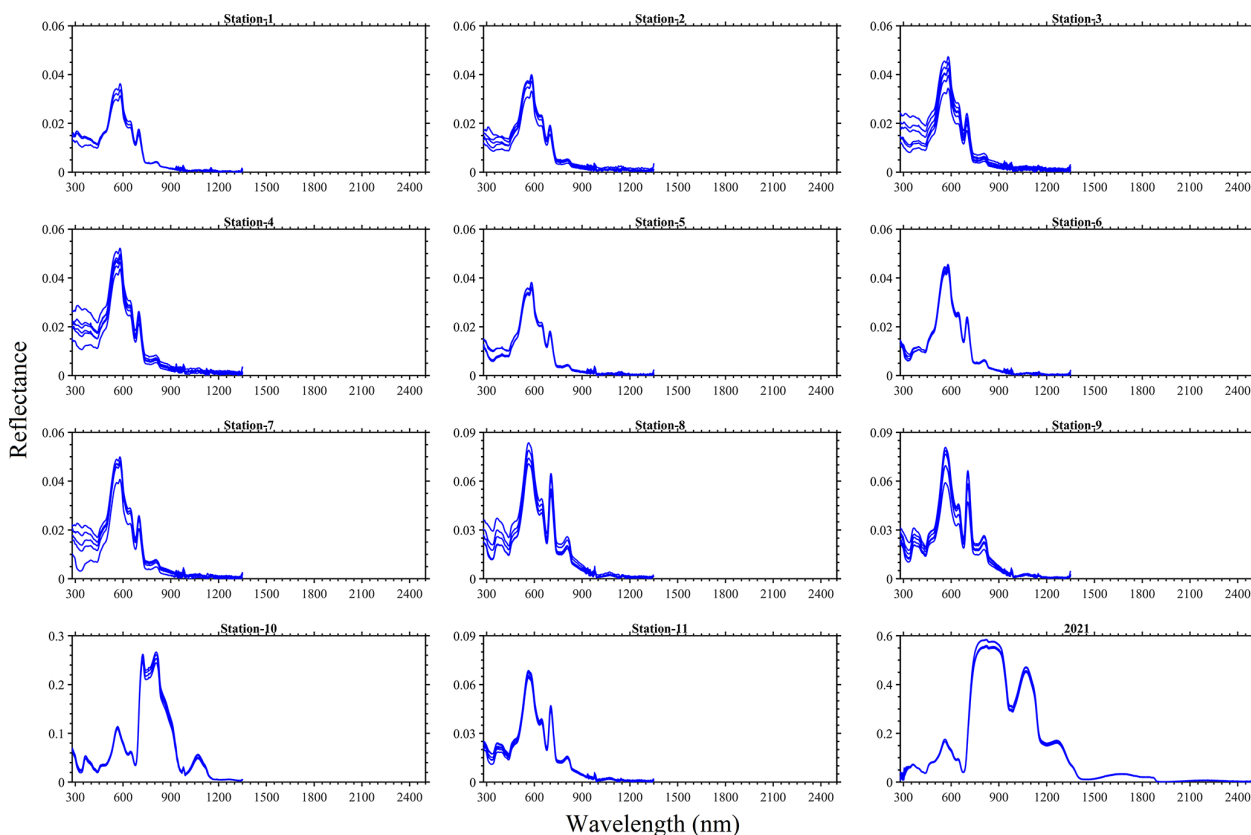 Station-1 Station-2 Station-3
0.06 0.06 0.06
0.04 0.04 0.04
0.02 0.02 0.02
0 0 0
300 600 900 1200 1500 1800 2100 2400 300 600 900 1200 1500 1800 2100 2400 300 600 900 1200 1500 1800 2100 2400
Station-4 Station-5 Station-6
0.06 0.06 0.06
0.04 0.04 0.04
0.02 0.02 0.02
0 0 0
300 600 900 1200 1500 1800 2100 2400 300 600 900 1200 1500 1800 2100 2400 300 600 900 1200 1500 1800 2100 2400
Reflectance
Station-7 Station-8 Station-9
0.06 0.09 0.09
0.04 0.06 0.06
0.02 0.03 0.03
0 0 0
300 600 900 1200 1500 1800 2100 2400 300 600 900 1200 1500 1800 2100 2400 300 600 900 1200 1500 1800 2100 2400
Station-10 Station-11 2021
0.3 0.09 0.6
0.2 0.06 0.4
0.1 0.03 0.2
0 0 0
300 600 900 1200 1500 1800 2100 2400 300 600 900 1200 1500 1800 2100 2400 300 600 900 1200 1500 1800 2100 2400
Wavelength (nm)